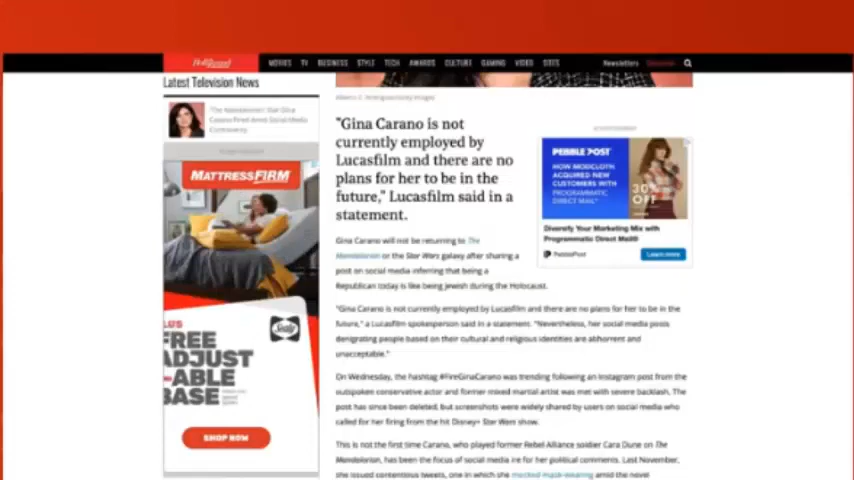 MOVIES TV BUSINESS STYLE TECH AWARDS CULTURE GAMING VIDEO SITES
Newsletters
Latest Television News
"The Mandalorian" Star Gina
Carano Fired Amid Social Media
Controversy
MATTRESSFIRM
FREE
ADJUST
-ABLE
BASE
Sealy
SHOP NOW
"Gina Carano is not
currently employed by
Lucasfilm and there are no
plans for her to be in the
future," Lucasfilm said in a
statement.
ADVERTISEMENT
PEBBLE POST
HOW MODCLOTH
ACQUIRED NEW
CUSTOMERS WITH
PROGRAMMATIC
DIRECT MAIL
30%
OFF
Diversify Your Marketing Mix with
Programmatic Direct Mail®
PebblePost
Learn more
Gina Carano will not be returning to The
Mandalorian or the Star Wars galaxy after sharing a
post on social media inferring that being a
Republican today is like being Jewish during the Holocaust.
"Gina Carano is not currently employed by Lucasfilm and there are no plans for her to be in the
future," a Lucasfilm spokesperson said in a statement. "Nevertheless, her social media posts
denigrating people based on their cultural and religious identities are abhorrent and
unacceptable."
On Wednesday, the hashtag #FireGinaCarano was trending following an Instagram post from the
outspoken conservative actor and former mixed martial artist was met with severe backlash. The
post has since been deleted, but screenshots were widely shared by users on social media who
called for her firing from the hit Disney+ Star Wars show.
This is not the first time Carano, who played former Rebel Alliance soldier Cara Dune on The
Mandalorian, has been the focus of social media ire for her political comments. Last November,
she issued contentious tweets, one in which she mocked mask-wearing amid the novel